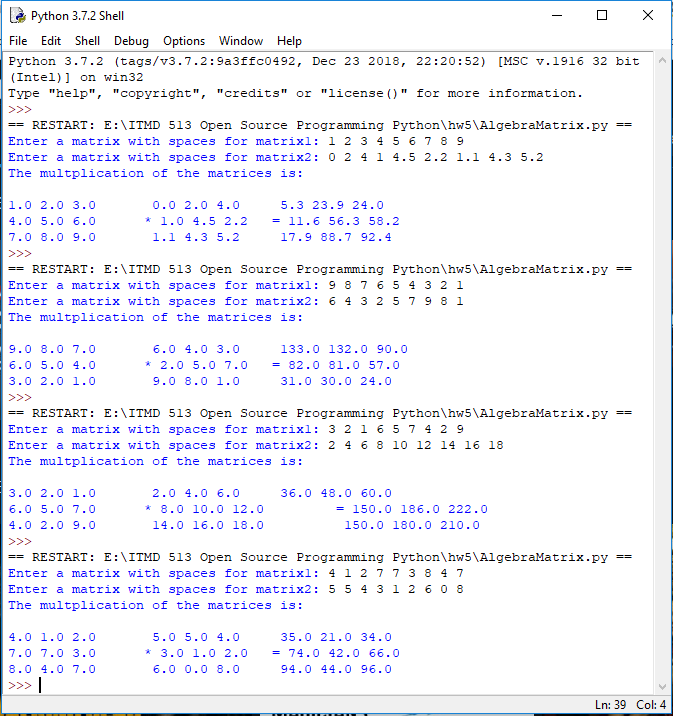 Python 3.7.2 Shell
File Edit Shell Debug Options Window Help
Python 3.7.2 (tags/v3.7.2:9a3ffc0492, Dec 23 2018, 22:20:52) [MSC v.1916 32 bit
(Intel)] on win32
Type "help", "copyright", "credits" or "license()" for more information.
>>>
== RESTART: E:\ITMD 513 Open Source Programming Python\hw5\AlgebraMatrix.py ==
Enter a matrix with spaces for matrix1: 1 2 3 4 5 6 7 8 9
Enter a matrix with spaces for matrix2: 0 2 4 1 4.5 2.2 1.1 4.3 5.2
The multplication of the matrices is:
1.0 2.0 3.0 0.0 2.0 4.0 5.3 23.9 24.0
4.0 5.0 6.0 * 1.0 4.5 2.2 = 11.6 56.3 58.2
7.0 8.0 9.0 1.1 4.3 5.2 17.9 88.7 92.4
>>>
== RESTART: E:\ITMD 513 Open Source Programming Python\hw5\AlgebraMatrix.py ==
Enter a matrix with spaces for matrix1: 9 8 7 6 5 4 3 2 1
Enter a matrix with spaces for matrix2: 6 4 3 2 5 7 9 8 1
The multplication of the matrices is:
9.0 8.0 7.0 6.0 4.0 3.0 133.0 132.0 90.0
6.0 5.0 4.0 * 2.0 5.0 7.0 = 82.0 81.0 57.0
3.0 2.0 1.0 9.0 8.0 1.0 31.0 30.0 24.0
>>>
== RESTART: E:\ITMD 513 Open Source Programming Python\hw5\AlgebraMatrix.py ==
Enter a matrix with spaces for matrix1: 3 2 1 6 5 7 4 2 9
Enter a matrix with spaces for matrix2: 2 4 6 8 10 12 14 16 18
The multplication of the matrices is:
3.0 2.0 1.0 2.0 4.0 6.0 36.0 48.0 60.0
6.0 5.0 7.0 * 8.0 10.0 12.0 = 150.0 186.0 222.0
4.0 2.0 9.0 14.0 16.0 18.0 150.0 180.0 210.0
>>>
== RESTART: E:\ITMD 513 Open Source Programming Python\hw5\AlgebraMatrix.py ==
Enter a matrix with spaces for matrix1: 4 1 2 7 7 3 8 4 7
Enter a matrix with spaces for matrix2: 5 5 4 3 1 2 6 0 8
The multplication of the matrices is:
4.0 1.0 2.0 5.0 5.0 4.0 35.0 21.0 34.0
7.0 7.0 3.0 * 3.0 1.0 2.0 = 74.0 42.0 66.0
8.0 4.0 7.0 6.0 0.0 8.0 94.0 44.0 96.0
>>>
Ln: 39 Col: 4